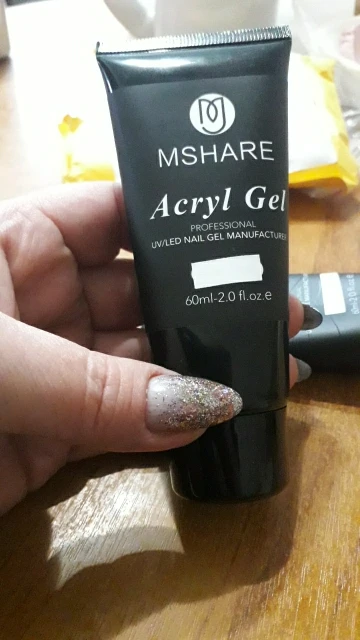 MSHARE
Acryl Gel
PROFESSIONAL
UV/LED NAIL GEL MANUFACTURER
60ml-2.0 fl.oz.e